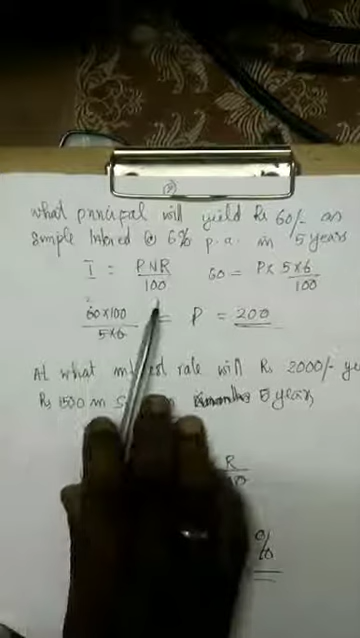 What principal will yield Rs 60/- as
Simple Interest @ 6% p.a. in 5 years
I = PNR/100 60 = P× 5×6/100
60×100/5×6 = P = 200
At what interest rate will Rs 2000/-
Rs 1500 in 5 years
R
%